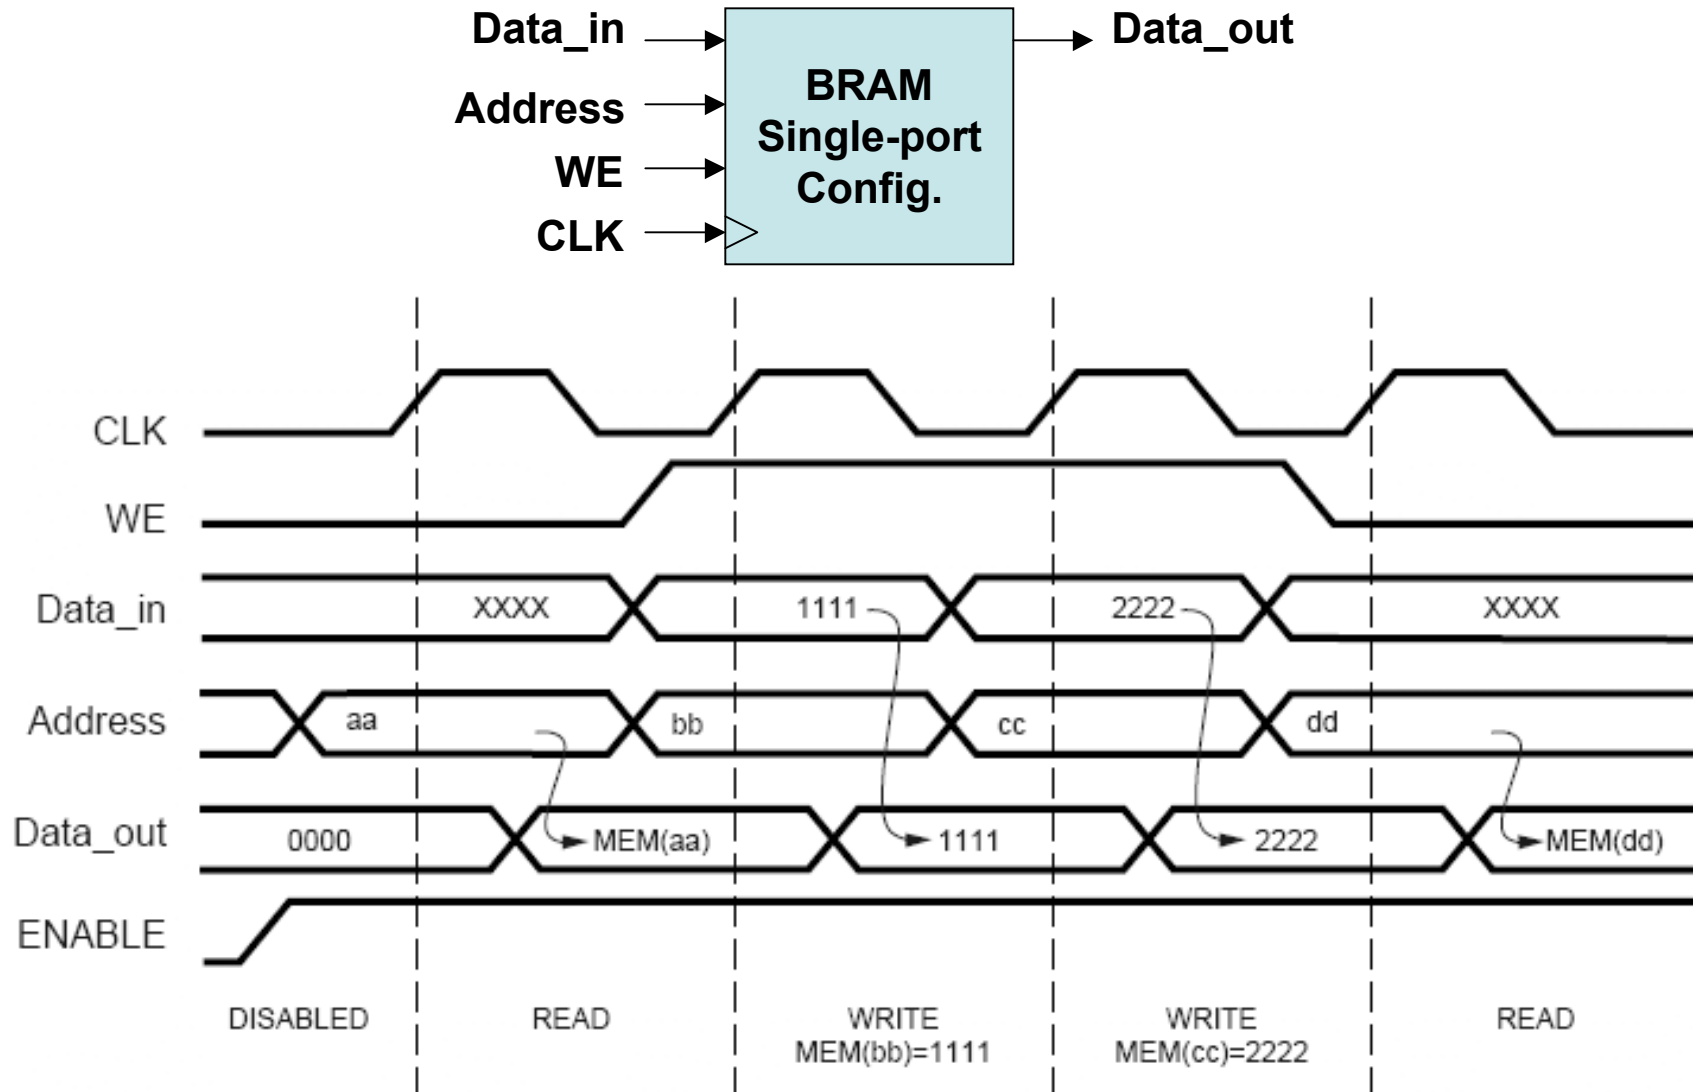 Data_in
Data_out
Address
WE
CLK
BRAM
Single-port
Config.
CLK
WE
Data_in
XXXX
1111
2222
XXXX
Address
aa
bb
cc
dd
Data_out
0000
MEM(aa)
1111
2222
MEM(dd)
ENABLE
DISABLED
READ
WRITE
MEM(bb)=1111
WRITE
MEM(cc)=2222
READ